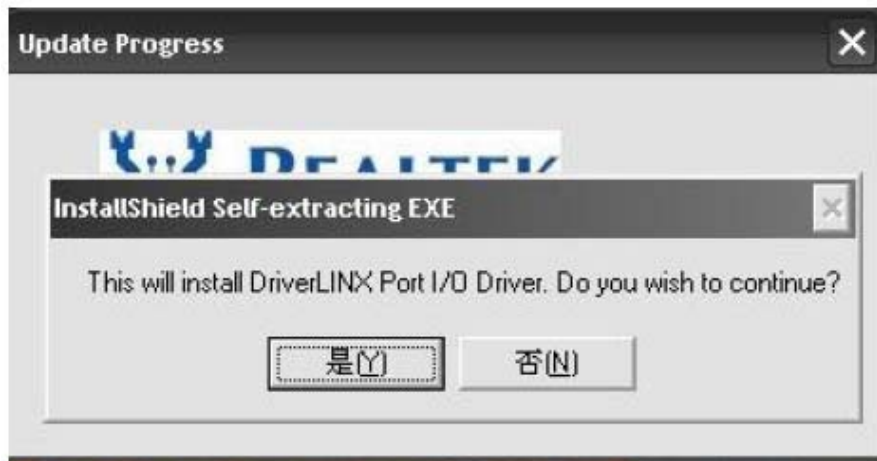 Update Progress
REALTEK
InstallShield Self-extracting EXE
This will install DriverLINX Port I/O Driver. Do you wish to continue?
是(Y)
否(N)